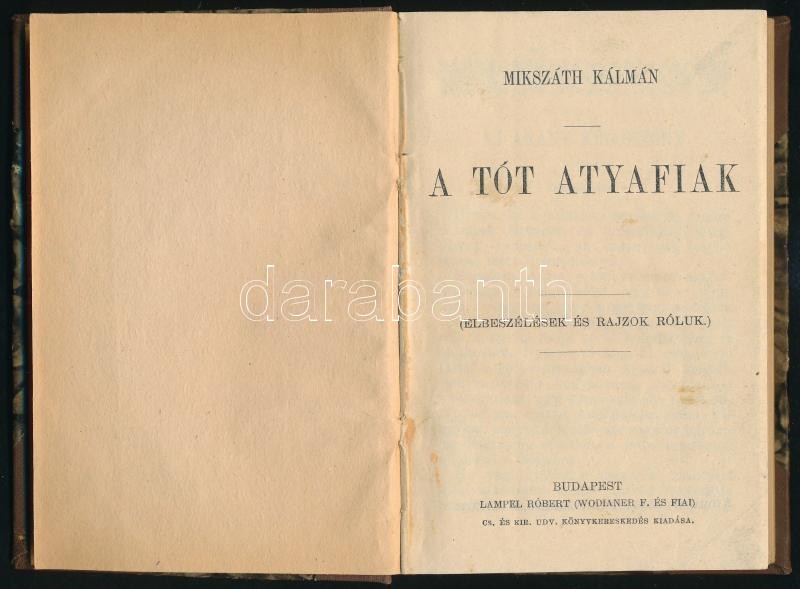 MIKSZÁTH KÁLMÁN
A TÓT ATYAFIAK
darabanth
(ELBESZÉLÉSEK ÉS RAJZOK RÓLUK.)
BUDAPEST
LAMPEL RÓBERT (WODIANER F. ÉS FIAI)
CS. ÉS KIR. UDV. KÖNYVKERESKEDÉS KIADÁSA.